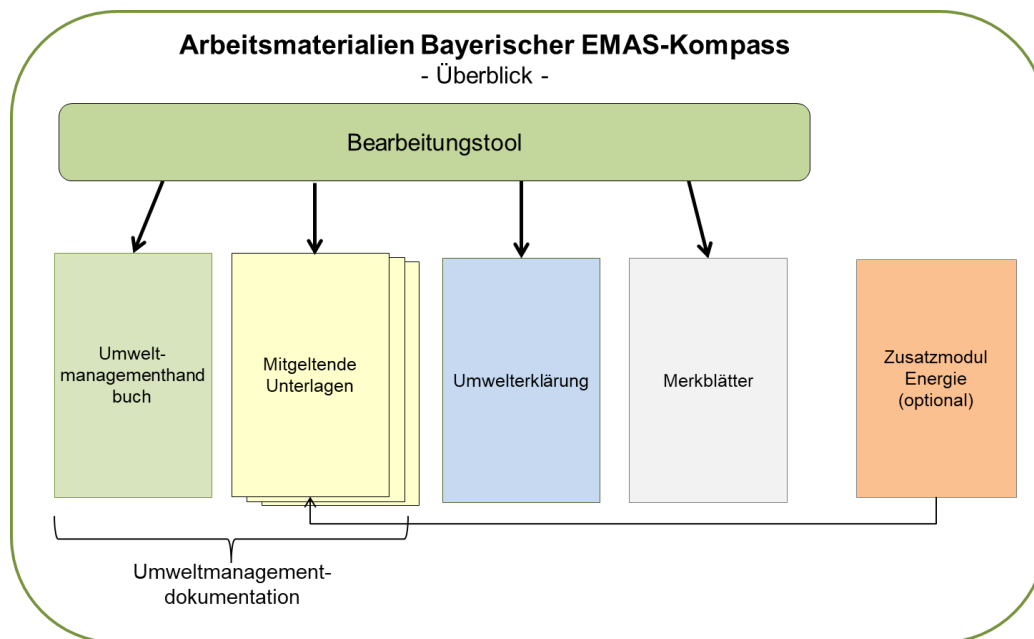 Arbeitsmaterialien Bayerischer EMAS-Kompass
- Überblick -
Bearbeitungstool
Umwelt-
managementhand
buch
Mitgeltende
Unterlagen
Umwelterklärung
Merkblätter
Zusatzmodul
Energie
(optional)
Umweltmanagement-
dokumentation